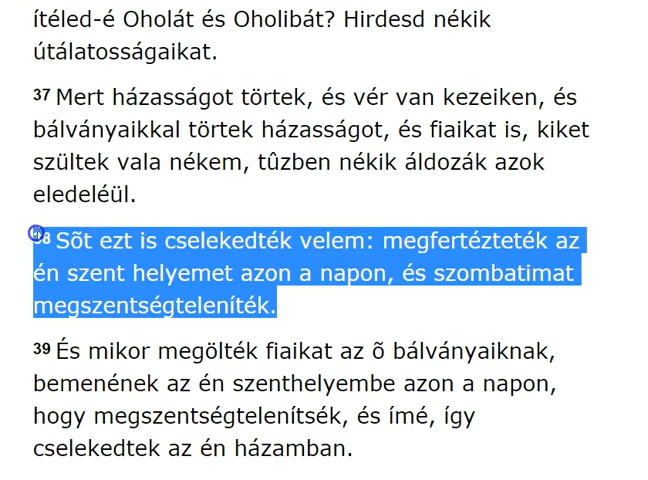 ítéled-é Oholát és Oholibát? Hirdesd nékik
útálatosságaikat.
37 Mert házasságot törtek, és vér van kezeiken, és
bálványaikkal törtek házasságot, és fiaikat is, kiket
szültek vala nékem, tûzben nékik áldozák azok
eledeléül.
38 Sõt ezt is cselekedték velem: megfertézteték az
én szent helyemet azon a napon, és szombatimat
megszentségteleníték.
39 És mikor megölték fiaikat az õ bálványaiknak,
bemenének az én szenthelyembe azon a napon,
hogy megszentségtelenítsék, és ímé, így
cselekedtek az én házamban.